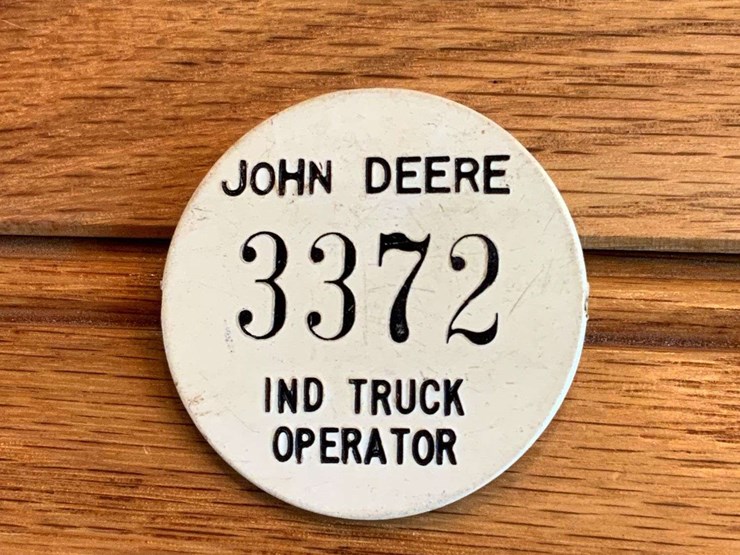 JOHN DEERE
3372
IND TRUCK
OPERATOR